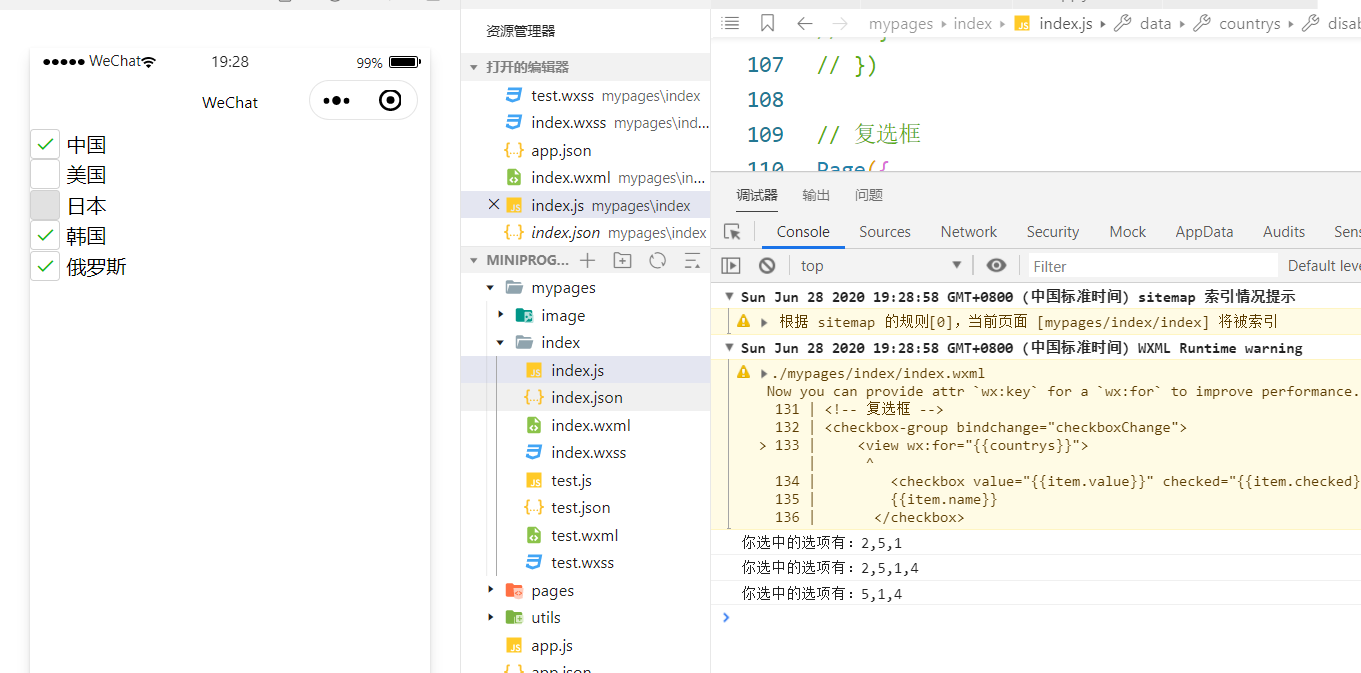 WeChat 19:28 99%
WeChat
中国
美国
日本
韩国
俄罗斯
资源管理器
打开的编辑器
test.wxss mypages\index
index.wxss mypages\ind...
app.json
index.wxml mypages\in...
index.js mypages\index
index.json mypages\index
MINIPROG...
mypages
image
index
index.js
index.json
index.wxml
index.wxss
test.js
test.json
test.wxml
test.wxss
pages
utils
app.js
app.json
mypages index index.js data countrys
107 // })
108
109 // 复选框
110 Page({
调试器 输出 问题
Console Sources Network Security Mock AppData Audits
top Filter Default
Sun Jun 28 2020 19:28:58 GMT+0800 (中国标准时间) sitemap 索引情况提示
根据 sitemap 的规则[0]，当前页面 [mypages/index/index] 将被索引
Sun Jun 28 2020 19:28:58 GMT+0800 (中国标准时间) WXML Runtime warning
./mypages/index/index.wxml
Now you can provide attr `wx:key` for a `wx:for` to improve performance.
131 | <!-- 复选框 -->
132 | <checkbox-group bindchange="checkboxChange">
> 133 | <view wx:for="{{countrys}}">
| ^
134 | <checkbox value="{{item.value}}" checked="{{item.checked}
135 | {{item.name}}
136 | </checkbox>
你选中的选项有：2,5,1
你选中的选项有：2,5,1,4
你选中的选项有：5,1,4